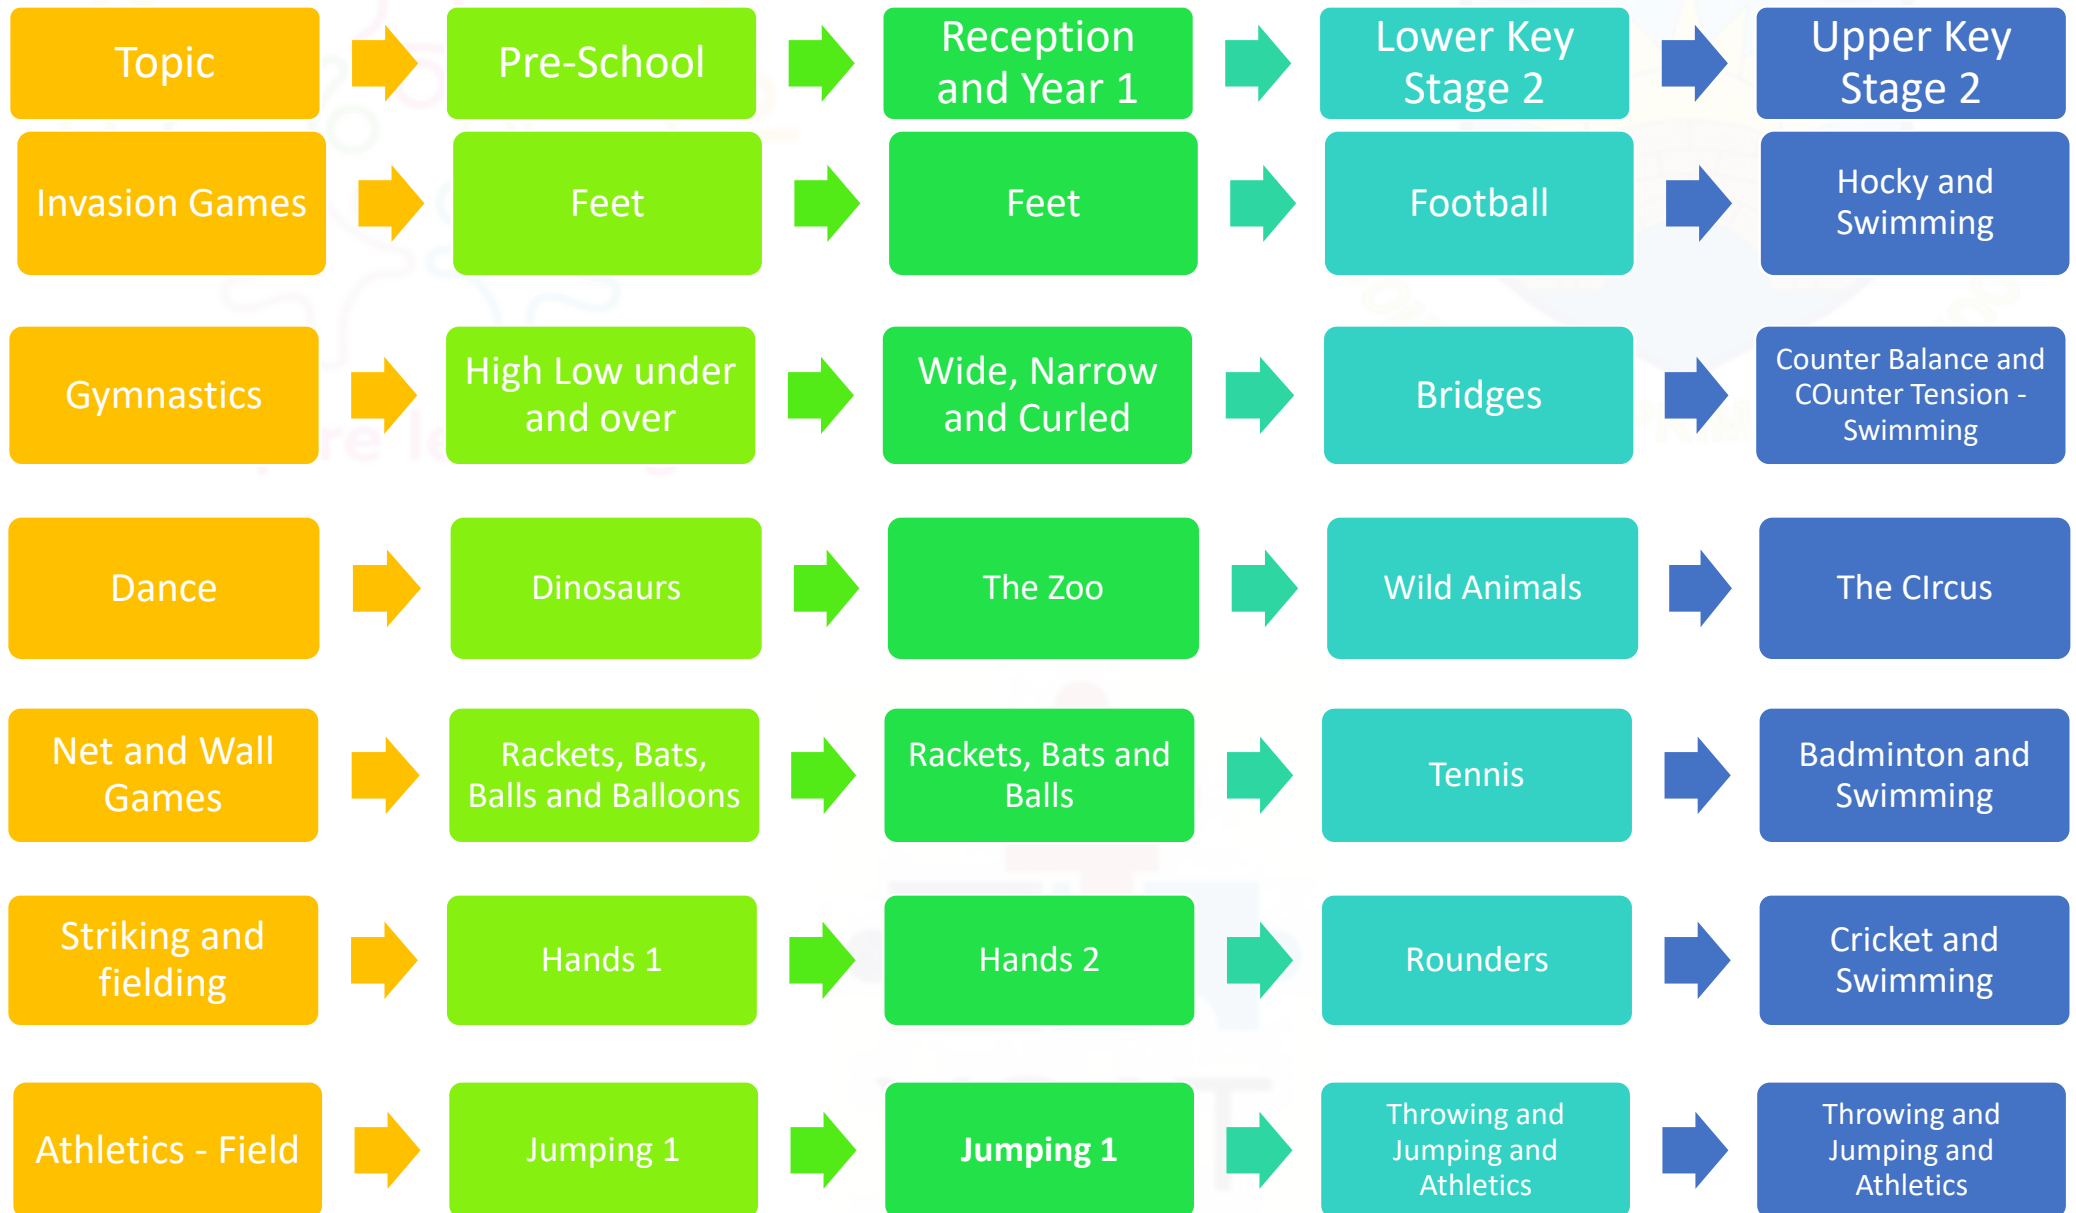 Topic
Pre-School
Reception
and Year 1
Lower Key
Stage 2
Upper Key
Stage 2
Invasion Games
Feet
Feet
Football
Hocky and
Swimming
Gymnastics
High Low under
and over
Wide, Narrow
and Curled
Bridges
Counter Balance and
COunter Tension -
Swimming
Dance
Dinosaurs
The Zoo
Wild Animals
The CIrcus
Net and Wall
Games
Rackets, Bats,
Balls and Balloons
Rackets, Bats and
Balls
Tennis
Badminton and
Swimming
Striking and
fielding
Hands 1
Hands 2
Rounders
Cricket and
Swimming
Athletics - Field
Jumping 1
Jumping 1
Throwing and
Jumping and
Athletics
Throwing and
Jumping and
Athletics